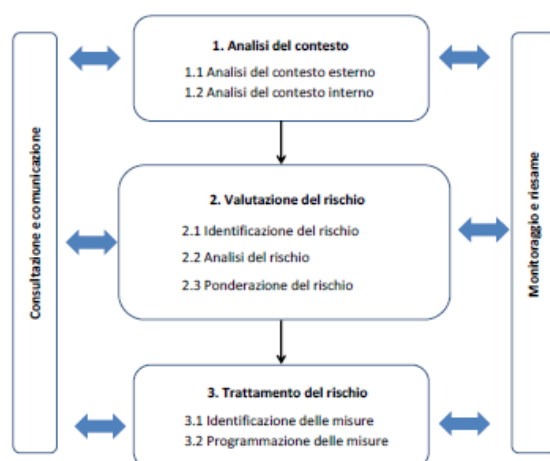 Consultazione e comunicazione
1. Analisi del contesto
1.1 Analisi del contesto esterno
1.2 Analisi del contesto interno
2. Valutazione del rischio
2.1 Identificazione del rischio
2.2 Analisi del rischio
2.3 Ponderazione del rischio
3. Trattamento del rischio
3.1 Identificazione delle misure
3.2 Programmazione delle misure
Monitoraggio e riesame